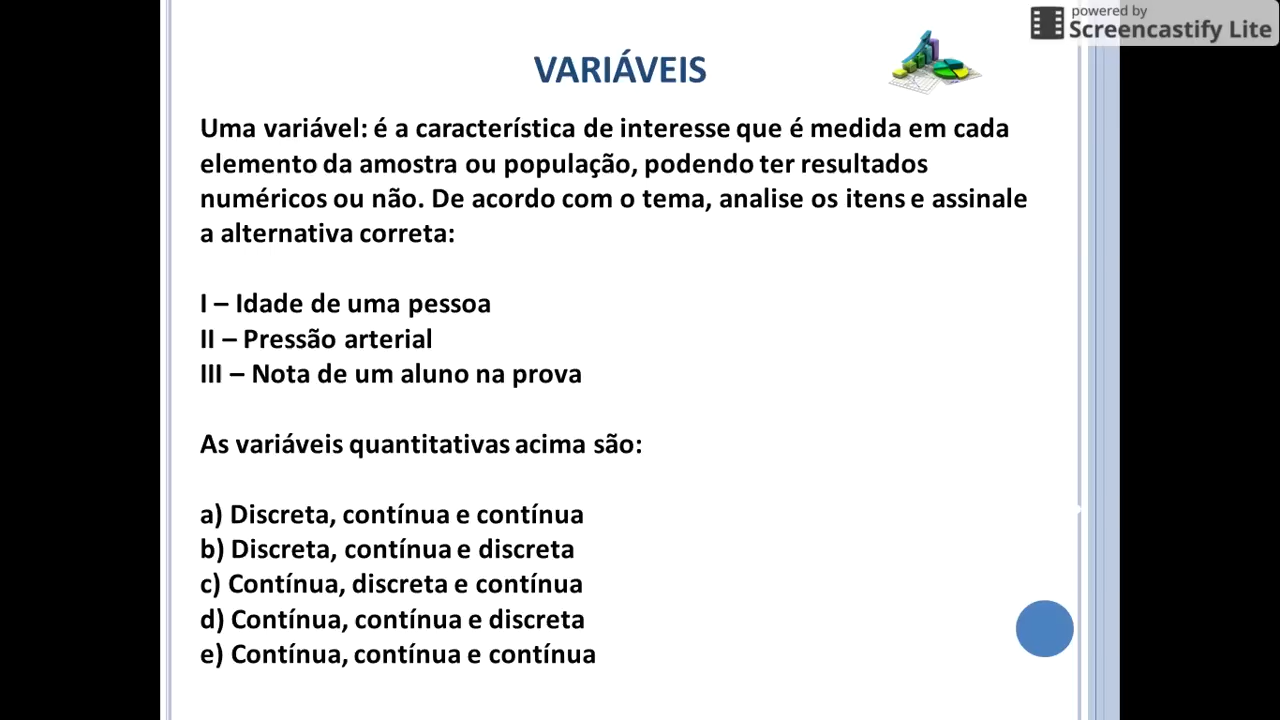 powered by
Screencastify Lite
VARIÁVEIS
Uma variável: é a característica de interesse que é medida em cada
elemento da amostra ou população, podendo ter resultados
numéricos ou não. De acordo com o tema, analise os itens e assinale
a alternativa correta:
I – Idade de uma pessoa
II – Pressão arterial
III – Nota de um aluno na prova
As variáveis quantitativas acima são:
a) Discreta, contínua e contínua
b) Discreta, contínua e discreta
c) Contínua, discreta e contínua
d) Contínua, contínua e discreta
e) Contínua, contínua e contínua